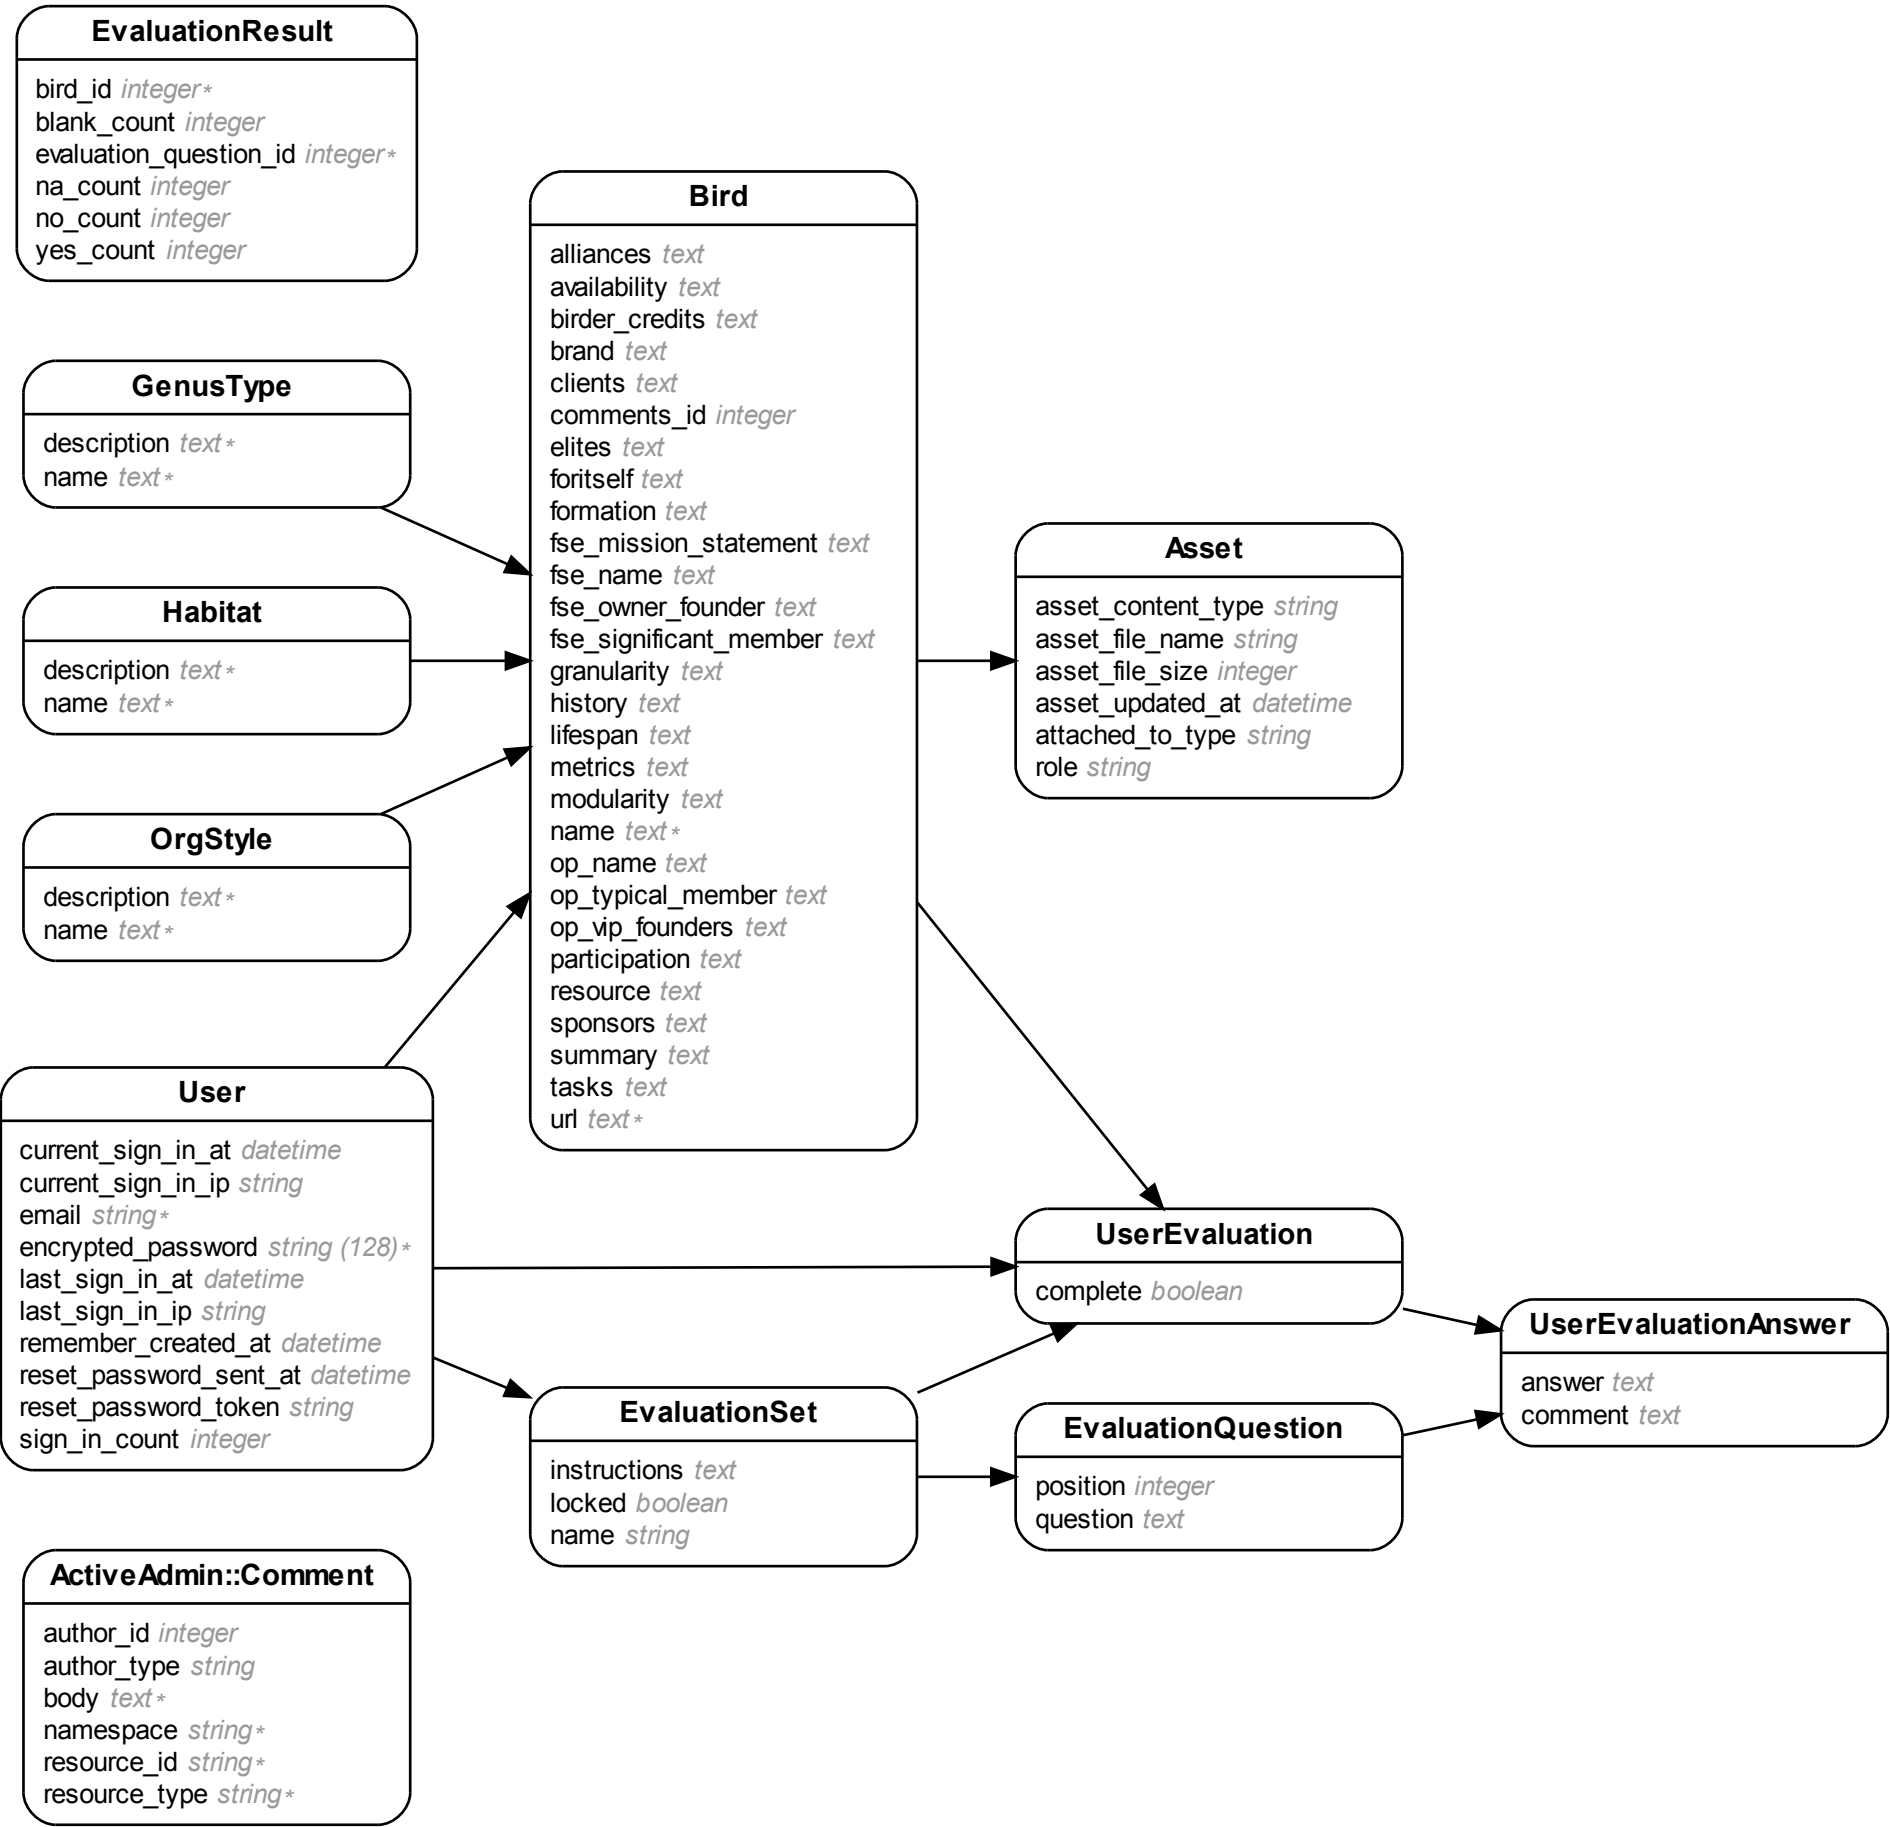 EvaluationResult
bird_id integer*
blank_count integer
evaluation_question_id integer*
na_count integer
no_count integer
yes_count integer
GenusType
description text*
name text*
Habitat
description text*
name text*
OrgStyle
description text*
name text*
User
current_sign_in_at datetime
current_sign_in_ip string
email string*
encrypted_password string (128)*
last_sign_in_at datetime
last_sign_in_ip string
remember_created_at datetime
reset_password_sent_at datetime
reset_password_token string
sign_in_count integer
ActiveAdmin::Comment
author_id integer
author_type string
body text*
namespace string*
resource_id string*
resource_type string*
Bird
alliances text
availability text
birder_credits text
brand text
clients text
comments_id integer
elites text
foritself text
formation text
fse_mission_statement text
fse_name text
fse_owner_founder text
fse_significant_member text
granularity text
history text
lifespan text
metrics text
modularity text
name text*
op_name text
op_typical_member text
op_vip_founders text
participation text
resource text
sponsors text
summary text
tasks text
url text*
EvaluationSet
instructions text
locked boolean
name string
Asset
asset_content_type string
asset_file_name string
asset_file_size integer
asset_updated_at datetime
attached_to_type string
role string
UserEvaluation
complete boolean
EvaluationQuestion
position integer
question text
UserEvaluationAnswer
answer text
comment text